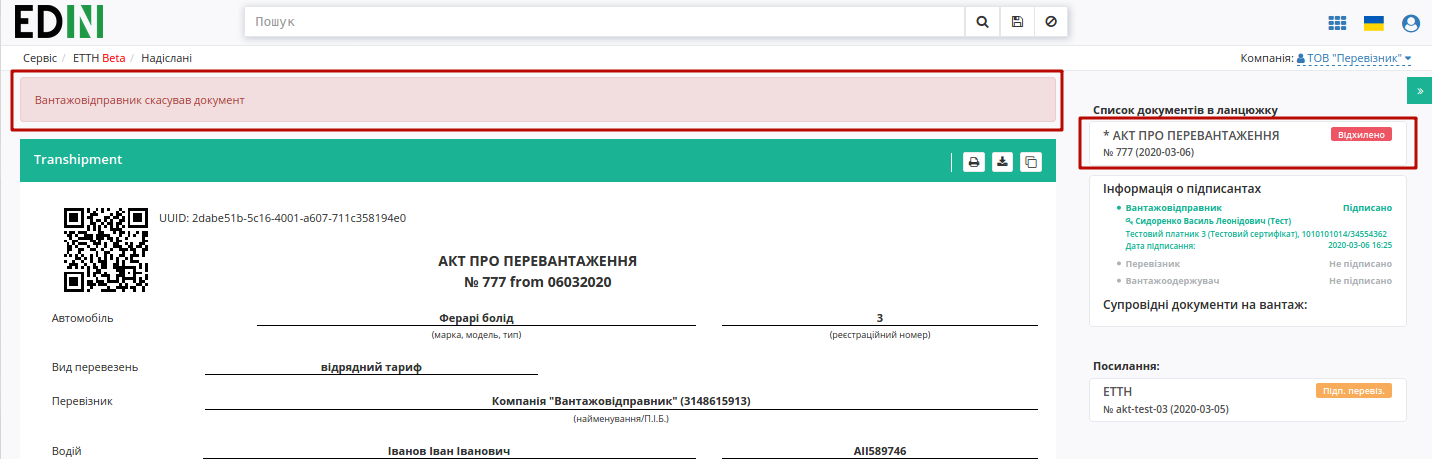 EDIN
Пошук
Сервіс / ЕТТН Beta / Надіслані
Компанія: ТОВ "Перевізник"
Вантажовідправник скасував документ
Transhipment
UUID: 2dabe51b-5c16-4001-a607-711c358194e0
АКТ ПРО ПЕРЕВАНТАЖЕННЯ
№ 777 from 06032020
Автомобіль Ферарі болід 3
(марка, модель, тип) (реєстраційний номер)
Вид перевезень відрядний тариф
Перевізник Компанія "Вантажовідправник" (3148615913)
(найменування/П.І.Б.)
Водій Іванов Іван Іванович АІІ589746
»
Список документів в ланцюжку
* АКТ ПРО ПЕРЕВАНТАЖЕННЯ Відхилено
№ 777 (2020-03-06)
Інформація о підписантах
Вантажовідправник Підписано
Сидоренко Василь Леонідович (Тест)
Тестовий платник 3 (Тестовий сертифікат), 1010101014/34554362
Дата підписання: 2020-03-06 16:25
Перевізник Не підписано
Вантажоодержувач Не підписано
Супровідні документи на вантаж:
Посилання:
ЕТТН Підп. перевіз.
№ akt-test-03 (2020-03-05)